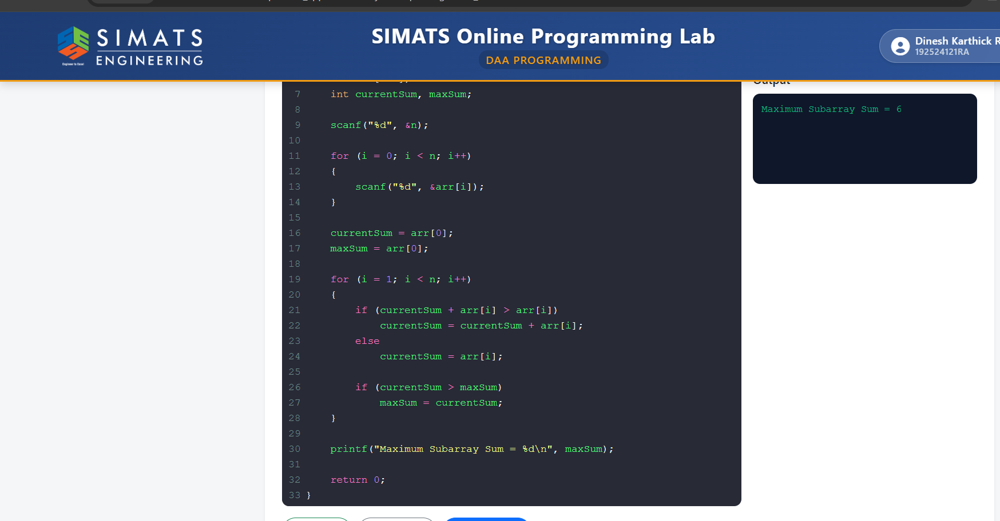 SIMATS
ENGINEERING
Engineer to Excel
SIMATS Online Programming Lab
DAA PROGRAMMING
Dinesh Karthick R
192524121RA
7 int currentSum, maxSum;
8
9 scanf("%d", &n);
10
11 for (i = 0; i < n; i++)
12 {
13 scanf("%d", &arr[i]);
14 }
15
16 currentSum = arr[0];
17 maxSum = arr[0];
18
19 for (i = 1; i < n; i++)
20 {
21 if (currentSum + arr[i] > arr[i])
22 currentSum = currentSum + arr[i];
23 else
24 currentSum = arr[i];
25
26 if (currentSum > maxSum)
27 maxSum = currentSum;
28 }
29
30 printf("Maximum Subarray Sum = %d\n", maxSum);
31
32 return 0;
33 }
Output
Maximum Subarray Sum = 6